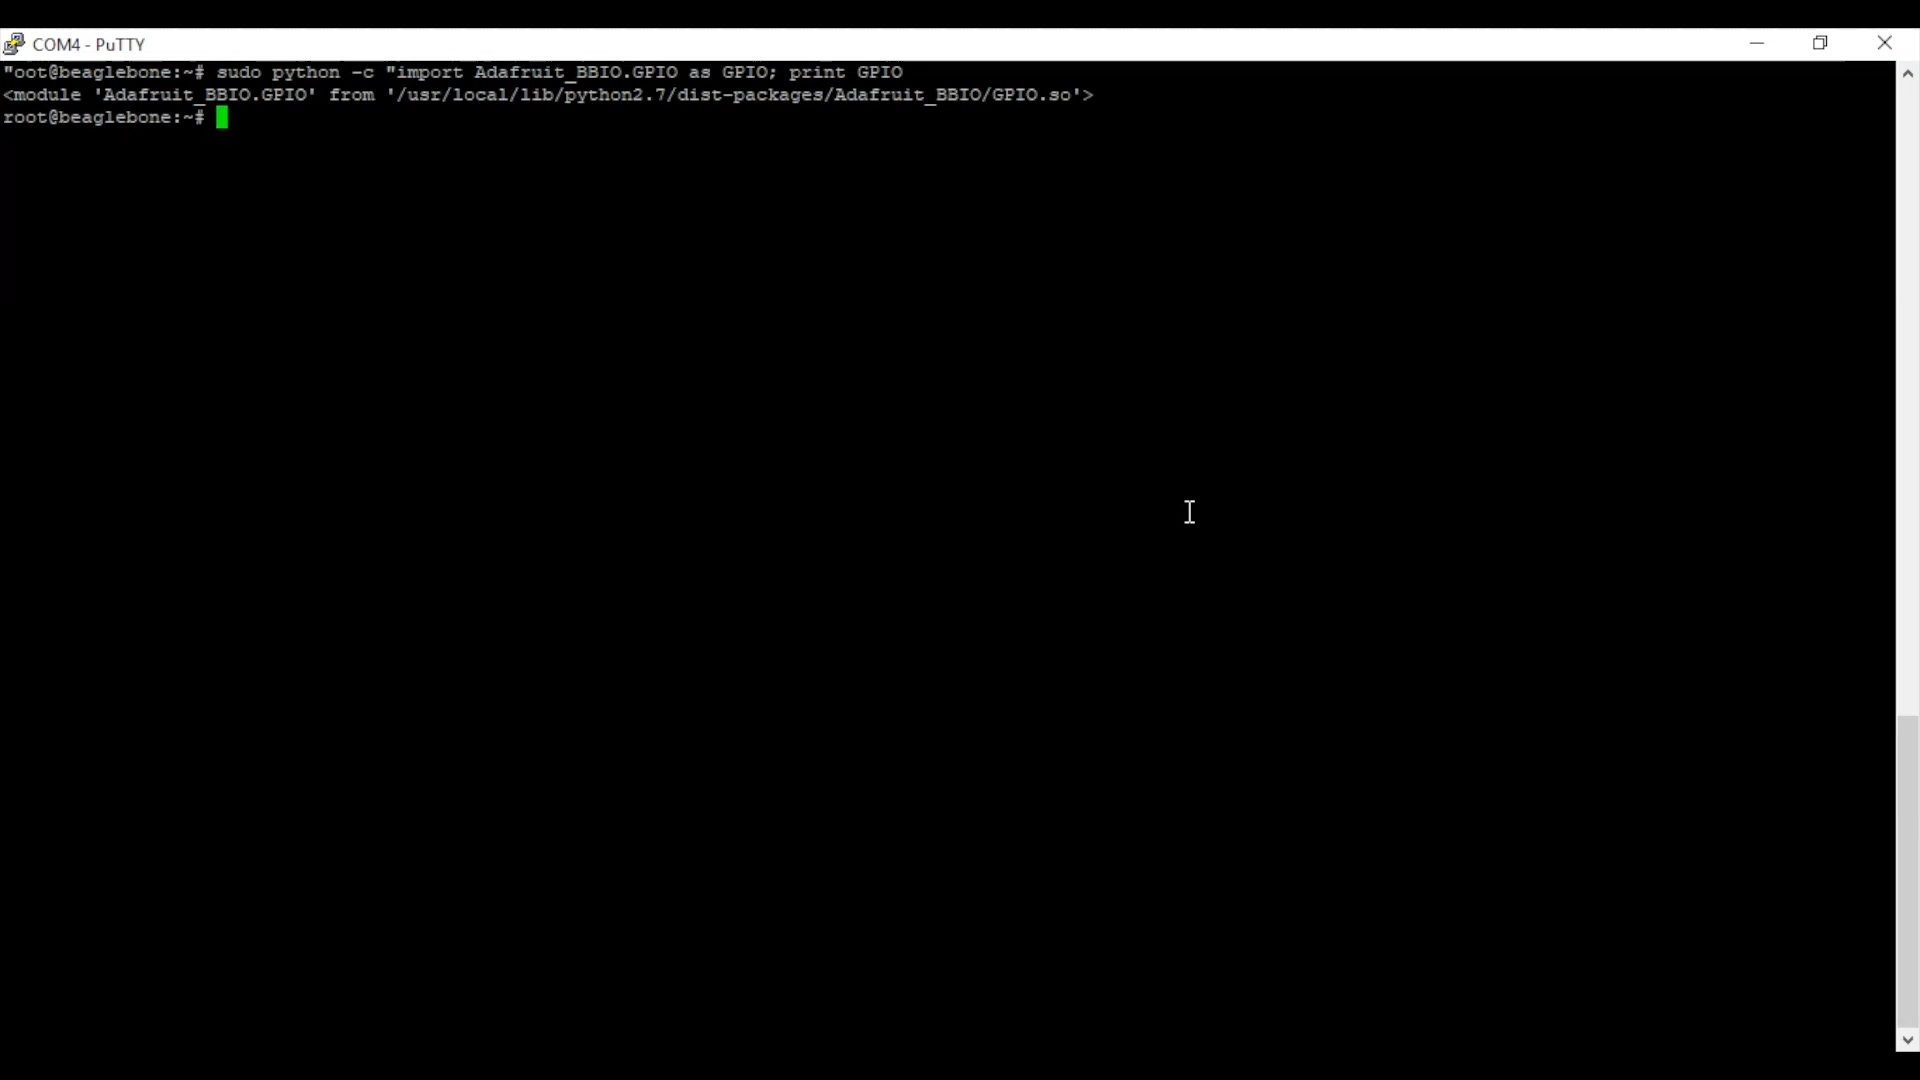 COM4 - PuTTY
"oot@beaglebone:~# sudo python -c "import Adafruit_BBIO.GPIO as GPIO; print GPIO
<module 'Adafruit_BBIO.GPIO' from '/usr/local/lib/python2.7/dist-packages/Adafruit_BBIO/GPIO.so'>
root@beaglebone:~#